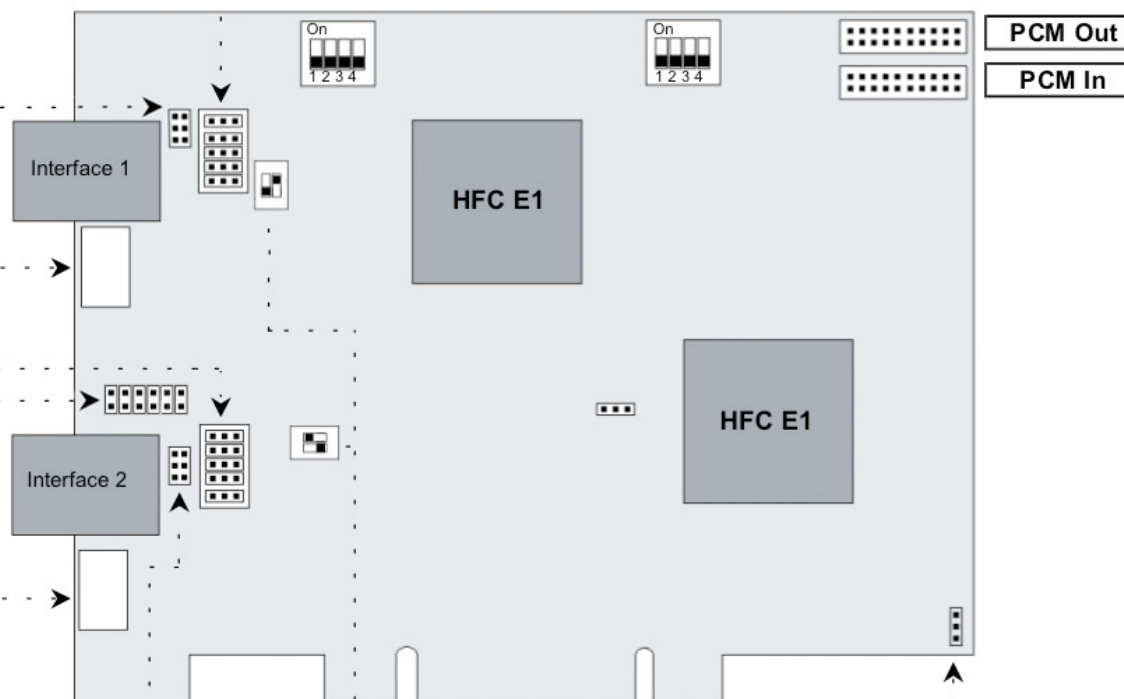 On
1 2 3 4
On
1 2 3 4
PCM Out
PCM In
Interface 1
HFC E1
HFC E1
Interface 2